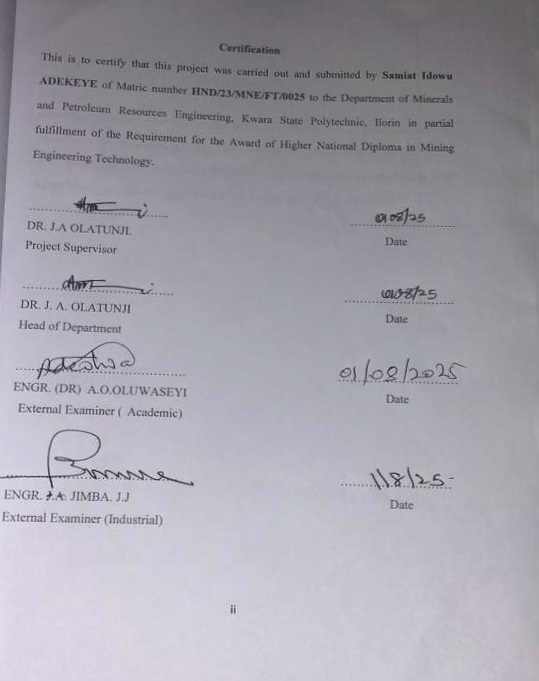 Certification
This is to certify that this project was carried out and submitted by Samiat Idowu
ADEKEYE of Matric number HND/23/MNE/FT/0025 to the Department of Minerals
and Petroleum Resources Engineering, Kwara State Polytechnic, Ilorin in partial
fulfillment of the Requirement for the Award of Higher National Diploma in Mining
Engineering Technology.
DR. J.A OLATUNJI.
01/08/25
Project Supervisor
Date
01/08/25
DR. J. A. OLATUNJI
Head of Department
Date
01/08/2025
ENGR. (DR) A.O.OLUWASEYI
External Examiner ( Academic)
Date
1/8/25
ENGR. J.A. JIMBA. J.J
External Examiner (Industrial)
Date
ii